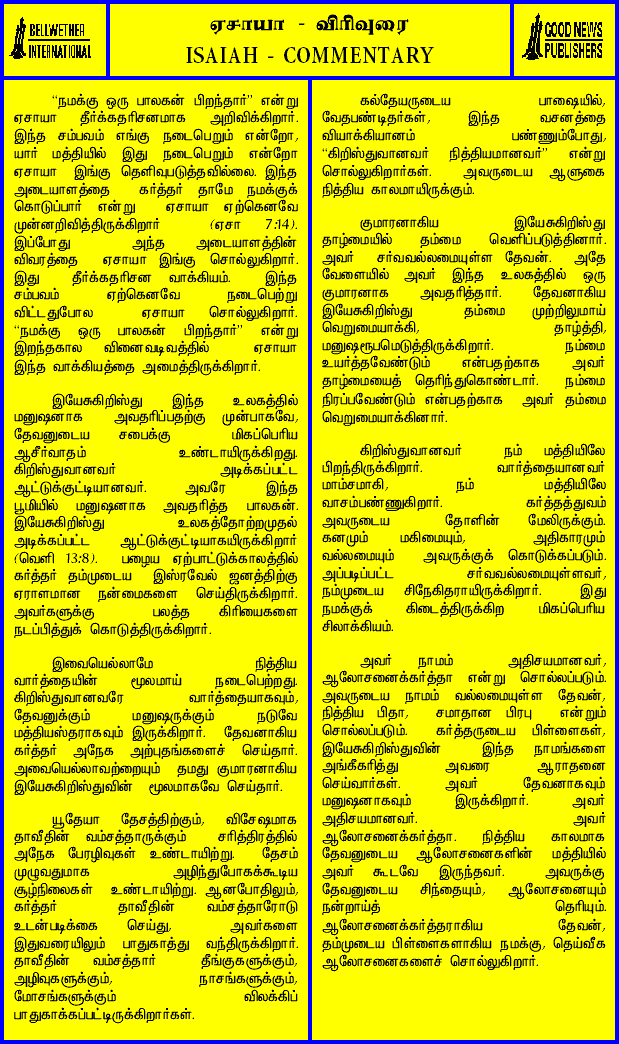 BELLWETHER
INTERNATIONAL
ஏசாயா - விரிவுரை
ISAIAH - COMMENTARY
GOOD NEWS
PUBLISHERS
“நமக்கு ஒரு பாலகன் பிறந்தார்” என்று
ஏசாயா தீர்க்கதரிசனமாக அறிவிக்கிறார்.
இந்த சம்பவம் எங்கு நடைபெறும் என்றோ,
யார் மத்தியில் இது நடைபெறும் என்றோ
ஏசாயா இங்கு தெளிவுபடுத்தவில்லை. இந்த
அடையாளத்தை கர்த்தர் தாமே நமக்குக்
கொடுப்பார் என்று ஏசாயா ஏற்கெனவே
முன்னறிவித்திருக்கிறார் (ஏசா 7:14).
இப்போது அந்த அடையாளத்தின்
விவரத்தை ஏசாயா இங்கு சொல்லுகிறார்.
இது தீர்க்கதரிசன வாக்கியம். இந்த
சம்பவம் ஏற்கெனவே நடைபெற்று
விட்டதுபோல ஏசாயா சொல்லுகிறார்.
“நமக்கு ஒரு பாலகன் பிறந்தார்” என்று
இறந்தகால வினைவடிவத்தில் ஏசாயா
இந்த வாக்கியத்தை அமைத்திருக்கிறார்.
இயேசுகிறிஸ்து இந்த உலகத்தில்
மனுஷனாக அவதரிப்பதற்கு முன்பாகவே,
தேவனுடைய சபைக்கு மிகப்பெரிய
ஆசீர்வாதம் உண்டாயிருக்கிறது.
கிறிஸ்துவானவர் அடிக்கப்பட்ட
ஆட்டுக்குட்டியானவர். அவரே இந்த
பூமியில் மனுஷனாக அவதரித்த பாலகன்.
இயேசுகிறிஸ்து உலகத்தோற்றமுதல்
அடிக்கப்பட்ட ஆட்டுக்குட்டியாகயிருக்கிறார்
(வெளி 13:8). பழைய ஏற்பாட்டுக்காலத்தில்
கர்த்தர் தம்முடைய இஸ்ரவேல் ஜனத்திற்கு
ஏராளமான நன்மைகளை செய்திருக்கிறார்.
அவர்களுக்கு பலத்த கிரியைகளை
நடப்பித்துக் கொடுத்திருக்கிறார்.
இவையெல்லாமே நித்திய
வார்த்தையின் மூலமாய் நடைபெற்றது.
கிறிஸ்துவானவரே வார்த்தையாகவும்,
தேவனுக்கும் மனுஷருக்கும் நடுவே
மத்தியஸ்தராகவும் இருக்கிறார். தேவனாகிய
கர்த்தர் அநேக அற்புதங்களைச் செய்தார்.
அவையெல்லாவற்றையும் தமது குமாரனாகிய
இயேசுகிறிஸ்துவின் மூலமாகவே செய்தார்.
யூதேயா தேசத்திற்கும், விசேஷமாக
தாவீதின் வம்சத்தாருக்கும் சரித்திரத்தில்
அநேக பேரழிவுகள் உண்டாயிற்று. தேசம்
முழுவதுமாக அழிந்துபோகக்கூடிய
சூழ்நிலைகள் உண்டாயிற்று. ஆனபோதிலும்,
கர்த்தர் தாவீதின் வம்சத்தாரோடு
உடன்படிக்கை செய்து, அவர்களை
இதுவரையிலும் பாதுகாத்து வந்திருக்கிறார்.
தாவீதின் வம்சத்தார் தீங்குகளுக்கும்,
அழிவுகளுக்கும், நாசங்களுக்கும்,
மோசங்களுக்கும் விலக்கிப்
பாதுகாக்கப்பட்டிருக்கிறார்கள்.
கல்தேயருடைய பாஷையில்,
வேதபண்டிதர்கள், இந்த வசனத்தை
வியாக்கியானம் பண்ணும்போது,
“கிறிஸ்துவானவர் நித்தியமானவர்” என்று
சொல்லுகிறார்கள். அவருடைய ஆளுகை
நித்திய காலமாயிருக்கும்.
குமாரனாகிய இயேசுகிறிஸ்து
தாழ்மையில் தம்மை வெளிப்படுத்தினார்.
அவர் சர்வவல்லமையுள்ள தேவன். அதே
வேளையில் அவர் இந்த உலகத்தில் ஒரு
குமாரனாக அவதரித்தார். தேவனாகிய
இயேசுகிறிஸ்து தம்மை முற்றிலுமாய்
வெறுமையாக்கி, தாழ்த்தி,
மனுஷரூபமெடுத்திருக்கிறார். நம்மை
உயர்த்தவேண்டும் என்பதற்காக அவர்
தாழ்மையைத் தெரிந்துகொண்டார். நம்மை
நிரப்பவேண்டும் என்பதற்காக அவர் தம்மை
வெறுமையாக்கினார்.
கிறிஸ்துவானவர் நம் மத்தியிலே
பிறந்திருக்கிறார். வார்த்தையானவர்
மாம்சமாகி, நம் மத்தியிலே
வாசம்பண்ணுகிறார். கர்த்தத்துவம்
அவருடைய தோளின் மேலிருக்கும்.
கனமும் மகிமையும், அதிகாரமும்
வல்லமையும் அவருக்குக் கொடுக்கப்படும்.
அப்படிப்பட்ட சர்வவல்லமையுள்ளவர்,
நம்முடைய சிநேகிதராயிருக்கிறார். இது
நமக்குக் கிடைத்திருக்கிற மிகப்பெரிய
சிலாக்கியம்.
அவர் நாமம் அதிசயமானவர்,
ஆலோசனைக்கர்த்தா என்று சொல்லப்படும்.
அவருடைய நாமம் வல்லமையுள்ள தேவன்,
நித்திய பிதா, சமாதான பிரபு என்றும்
சொல்லப்படும். கர்த்தருடைய பிள்ளைகள்,
இயேசுகிறிஸ்துவின் இந்த நாமங்களை
அங்கீகரித்து அவரை ஆராதனை
செய்வார்கள். அவர் தேவனாகவும்
மனுஷனாகவும் இருக்கிறார். அவர்
அதிசயமானவர். அவர்
ஆலோசனைக்கர்த்தா. நித்திய காலமாக
தேவனுடைய ஆலோசனைகளின் மத்தியில்
அவர் கூடவே இருந்தவர். அவருக்கு
தேவனுடைய சிந்தையும், ஆலோசனையும்
நன்றாய்த் தெரியும்.
ஆலோசனைக்கர்த்தராகிய தேவன்,
தம்முடைய பிள்ளைகளாகிய நமக்கு, தெய்வீக
ஆலோசனைகளைச் சொல்லுகிறார்.